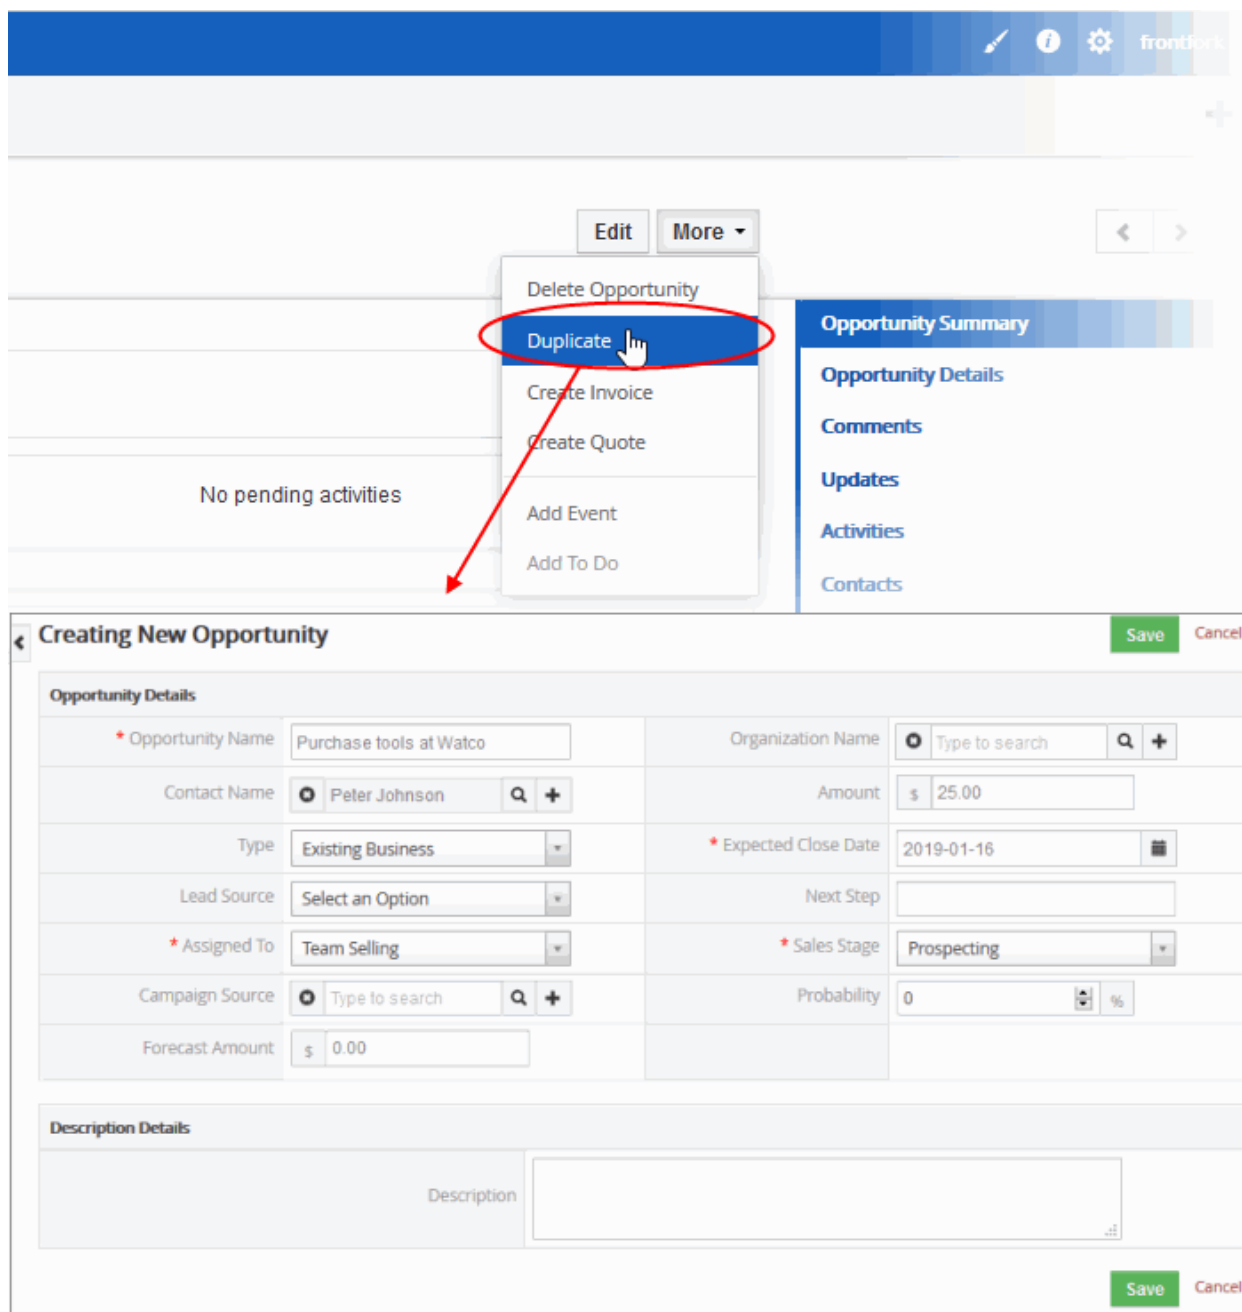 frontfork
Edit More
Delete Opportunity
Duplicate
Create Invoice
Create Quote
Add Event
Add To Do
No pending activities
Opportunity Summary
Opportunity Details
Comments
Updates
Activities
Contacts
Creating New Opportunity Save Cancel
Opportunity Details
* Opportunity Name Purchase tools at Watco Organization Name Type to search
Contact Name Peter Johnson Amount $ 25.00
Type Existing Business * Expected Close Date 2019-01-16
Lead Source Select an Option Next Step
* Assigned To Team Selling * Sales Stage Prospecting
Campaign Source Type to search Probability 0 %
Forecast Amount $ 0.00
Description Details
Description
Save Cancel